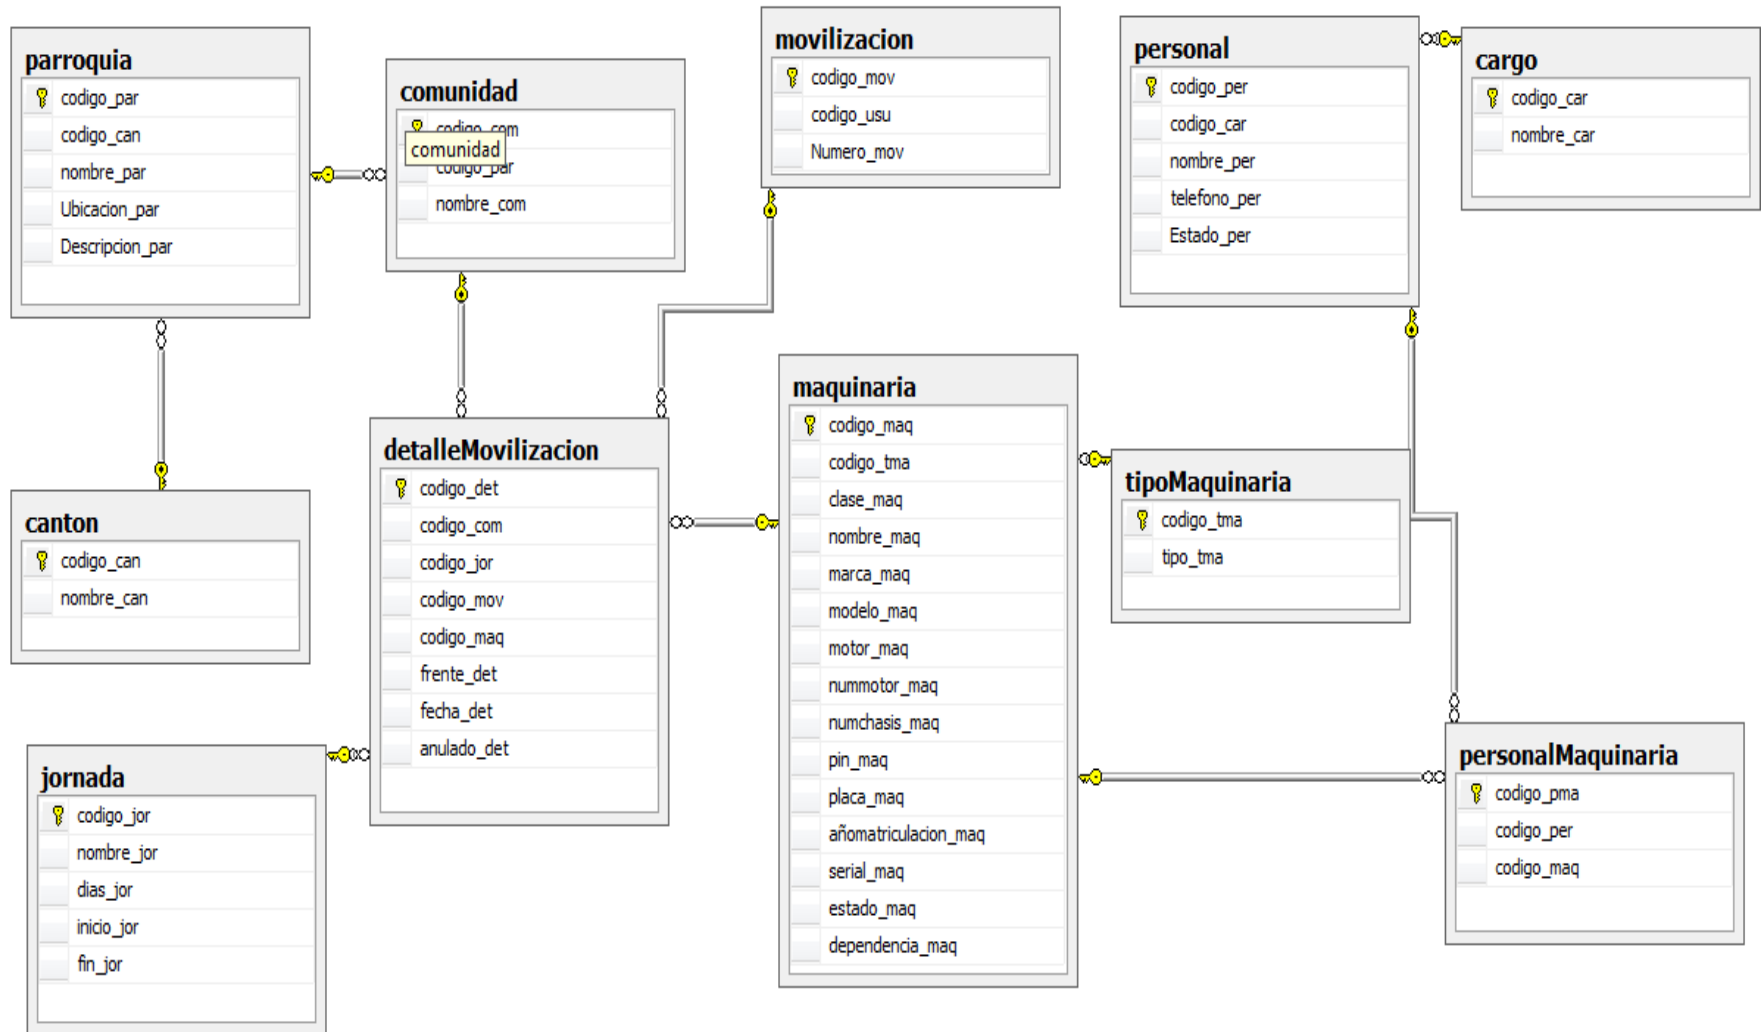 parroquia
codigo_par
codigo_can
nombre_par
Ubicacion_par
Descripcion_par
comunidad
codigo_com
comunidad
codigo_par
nombre_com
movilizacion
codigo_mov
codigo_usu
Numero_mov
personal
codigo_per
codigo_car
nombre_per
telefono_per
Estado_per
cargo
codigo_car
nombre_car
canton
codigo_can
nombre_can
detalleMovilizacion
codigo_det
codigo_com
codigo_jor
codigo_mov
codigo_maq
frente_det
fecha_det
anulado_det
maquinaria
codigo_maq
codigo_tma
clase_maq
nombre_maq
marca_maq
modelo_maq
motor_maq
nummotor_maq
numchasis_maq
pin_maq
placa_maq
añomatriculacion_maq
serial_maq
estado_maq
dependencia_maq
tipoMaquinaria
codigo_tma
tipo_tma
jornada
codigo_jor
nombre_jor
dias_jor
inicio_jor
fin_jor
personalMaquinaria
codigo_pma
codigo_per
codigo_maq